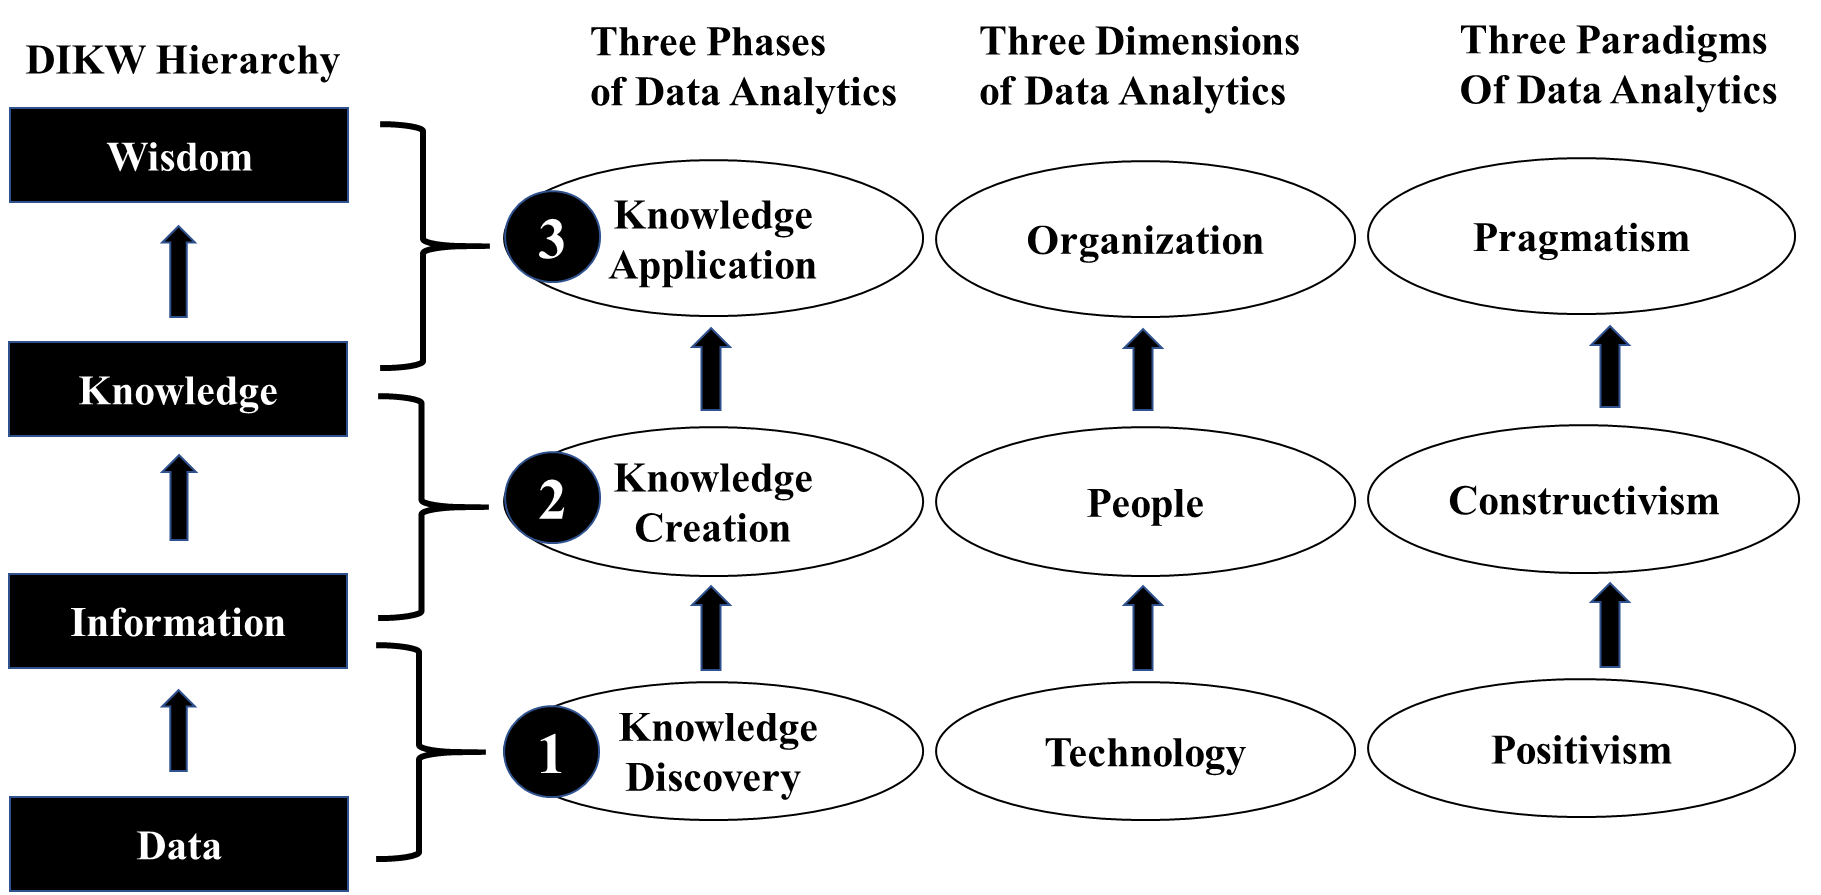 DIKW Hierarchy
Wisdom
Knowledge
Information
Data
Three Phases
of Data Analytics
3
Knowledge
Application
2
Knowledge
Creation
1
Knowledge
Discovery
Three Dimensions
of Data Analytics
Organization
People
Technology
Three Paradigms
Of Data Analytics
Pragmatism
Constructivism
Positivism